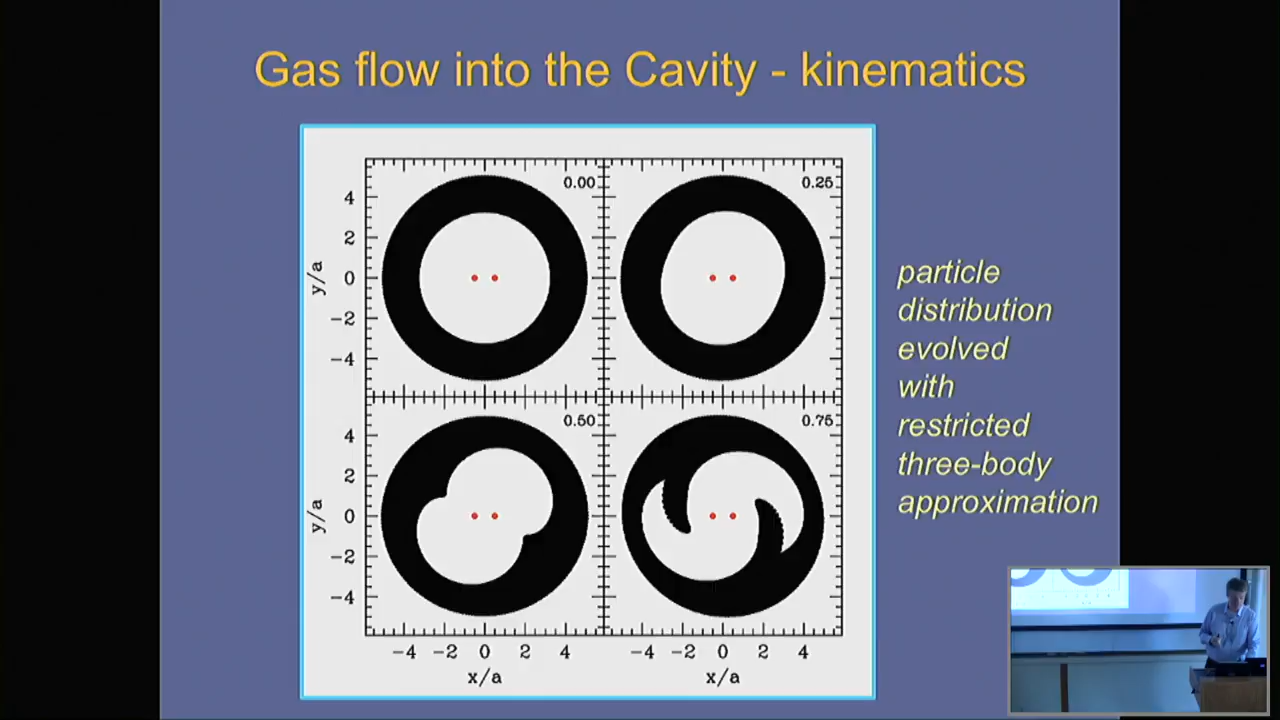 Gas flow into the Cavity - kinematics
0.00
0.25
4
2
0
−2
−4
y/a
0.50
0.75
4
2
0
−2
−4
y/a
−4 −2 0 2 4
−4 −2 0 2 4
x/a
x/a
particle
distribution
evolved
with
restricted
three-body
approximation